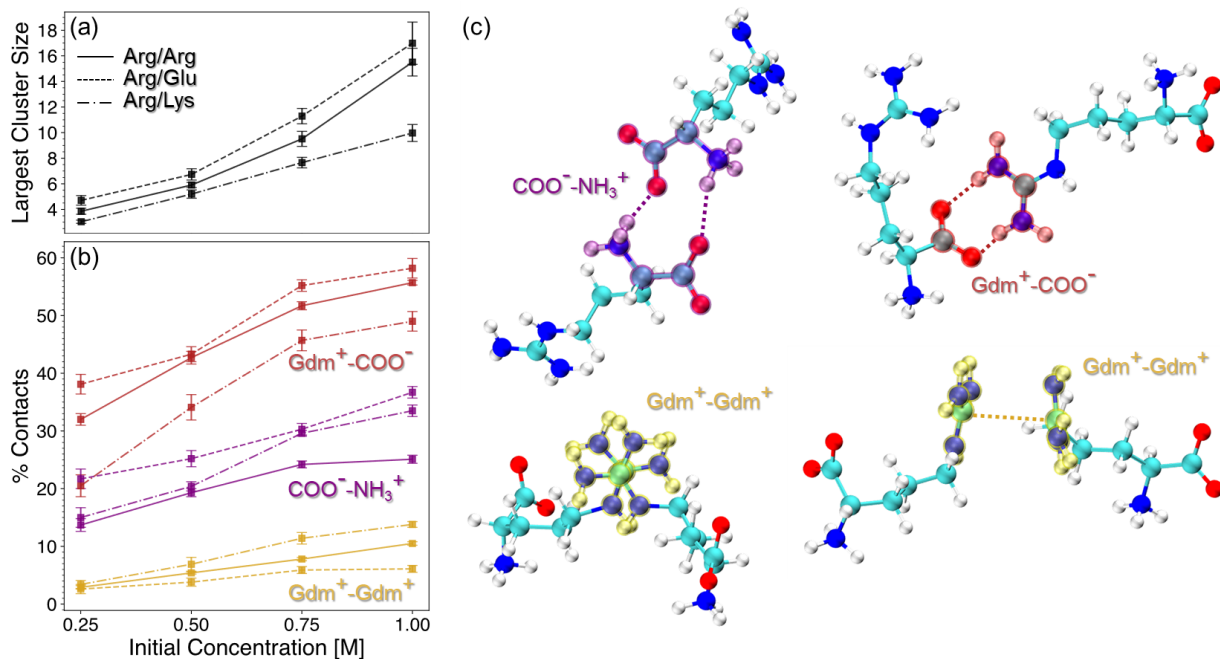 (a)
Largest Cluster Size
18
16
14
12
10
8
6
4
Arg/Arg
Arg/Glu
Arg/Lys
(b)
% Contacts
60
50
40
30
20
10
0
Gdm⁺-COO⁻
COO⁻-NH₃⁺
Gdm⁺-Gdm⁺
0.25
0.50
0.75
1.00
Initial Concentration [M]
(c)
COO⁻-NH₃⁺
Gdm⁺-COO⁻
Gdm⁺-Gdm⁺
Gdm⁺-Gdm⁺